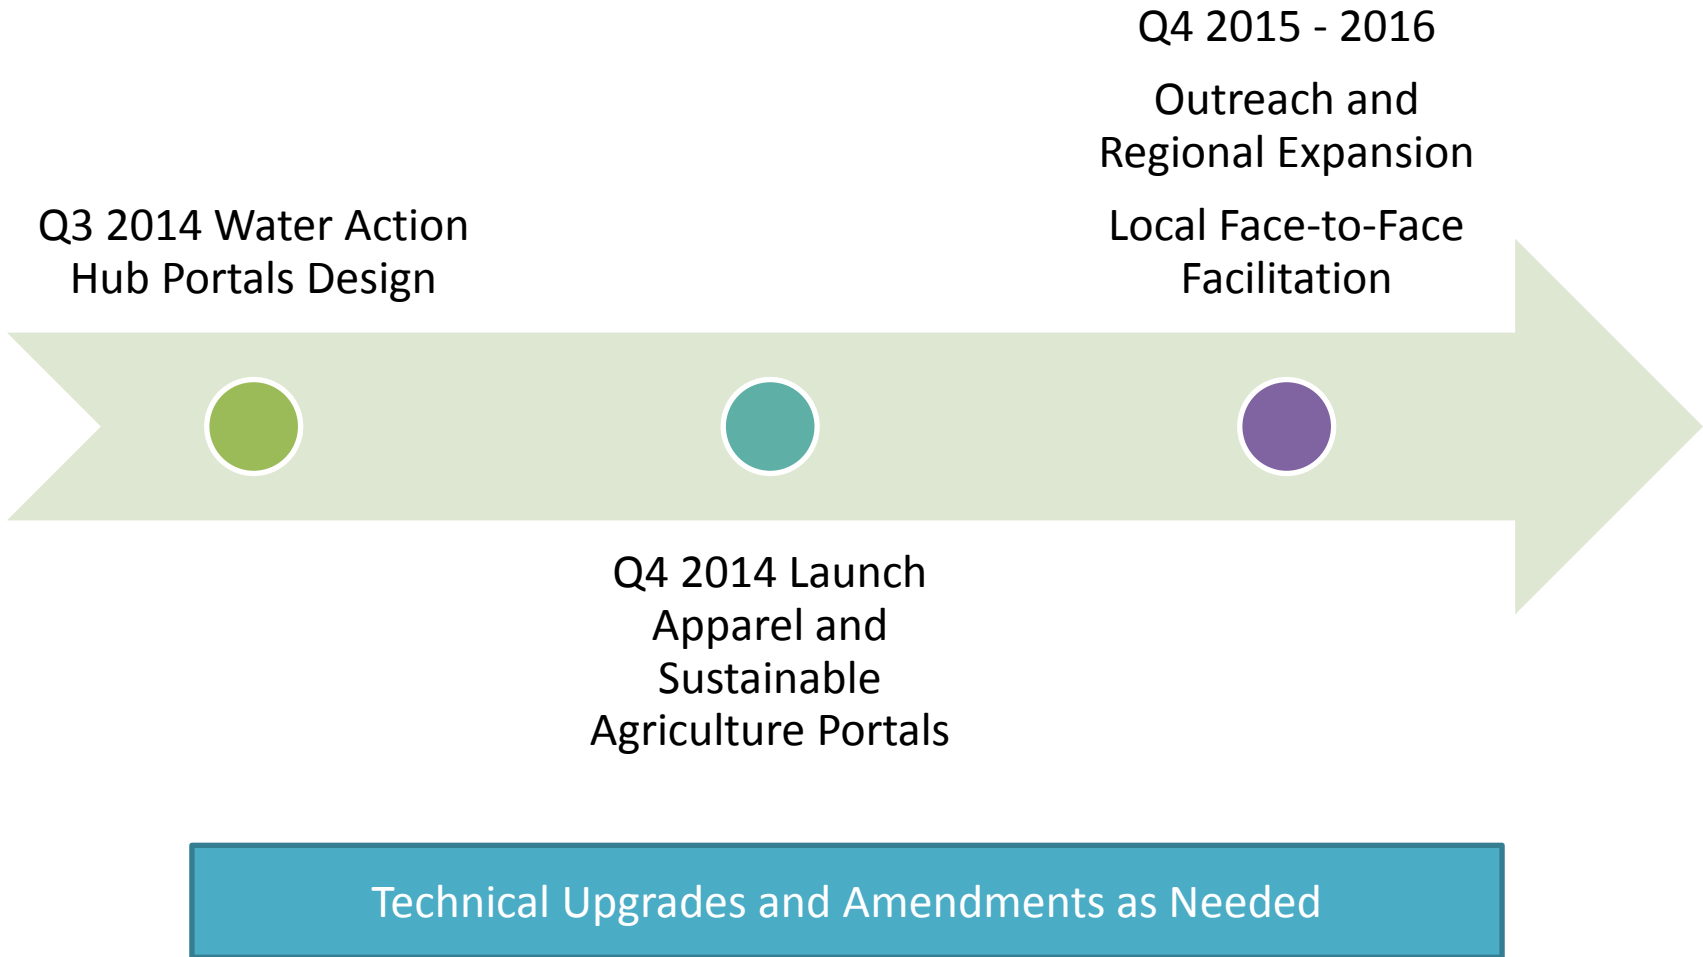 Q3 2014 Water Action
Hub Portals Design
Q4 2014 Launch
Apparel and
Sustainable
Agriculture Portals
Q4 2015 - 2016
Outreach and
Regional Expansion
Local Face-to-Face
Facilitation
Technical Upgrades and Amendments as Needed